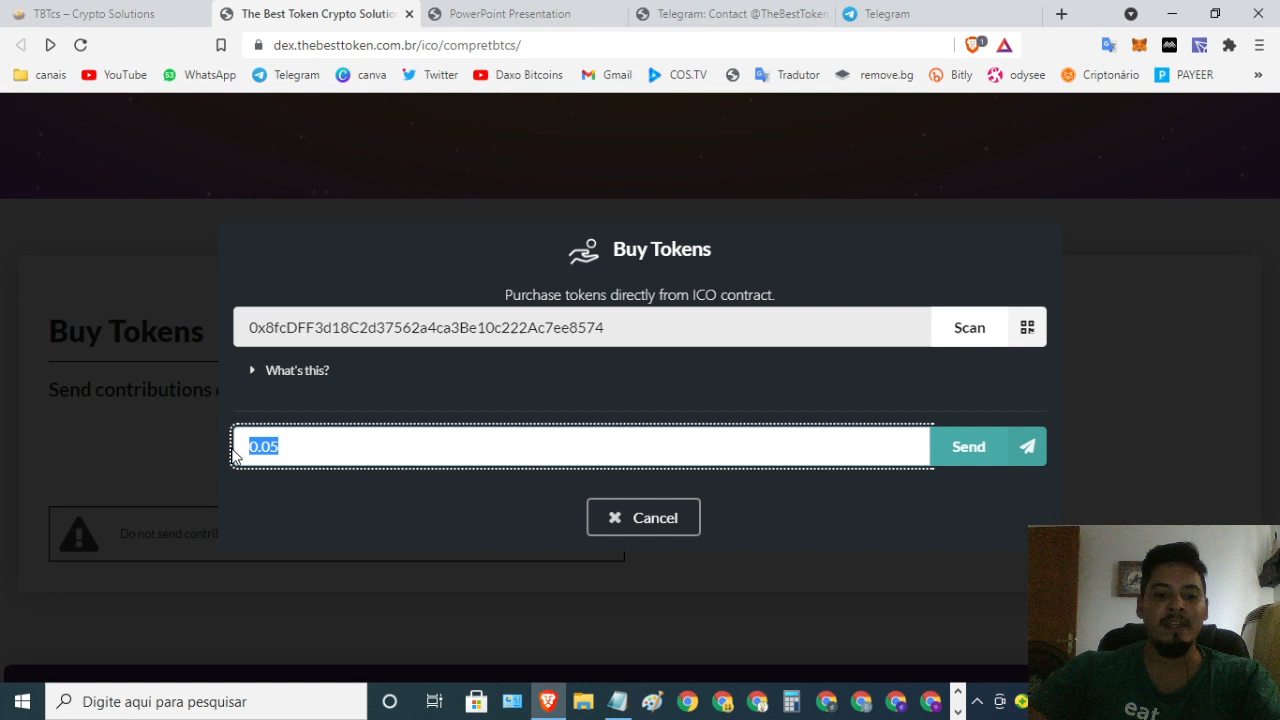 TBTcs – Crypto Solutions
The Best Token Crypto Solutio
PowerPoint Presentation
Telegram: Contact @TheBestToken
Telegram
dex.thebesttoken.com.br/ico/compretbtcs/
1
canais
YouTube
WhatsApp
Telegram
canva
Twitter
Daxo Bitcoins
Gmail
COS.TV
Tradutor
remove.bg
Bitly
odysee
Criptonário
PAYEER
»
Buy Tokens
Purchase tokens directly from ICO contract.
0x8fcDFF3d18C2d37562a4ca3Be10c222Ac7ee8574
Scan
Buy Tokens
What's this?
Send contributions
0.05
Send
Cancel
Do not send contrib
Digite aqui para pesquisar
eat